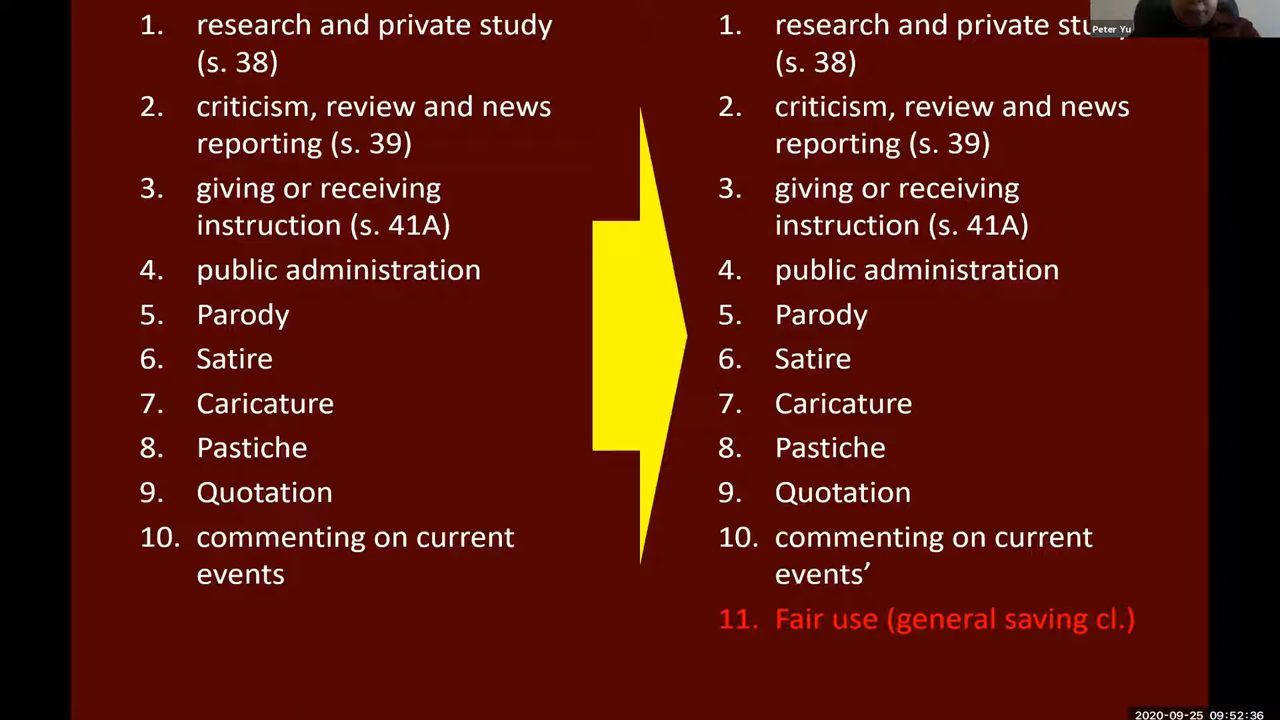 1. research and private study
(s. 38)
2. criticism, review and news
reporting (s. 39)
3. giving or receiving
instruction (s. 41A)
4. public administration
5. Parody
6. Satire
7. Caricature
8. Pastiche
9. Quotation
10. commenting on current
events
1. research and private
(s. 38)
2. criticism, review and news
reporting (s. 39)
3. giving or receiving
instruction (s. 41A)
4. public administration
5. Parody
6. Satire
7. Caricature
8. Pastiche
9. Quotation
10. commenting on current
events’
11. Fair use (general saving cl.)
Peter Yu
2020-09-25 09:52:36